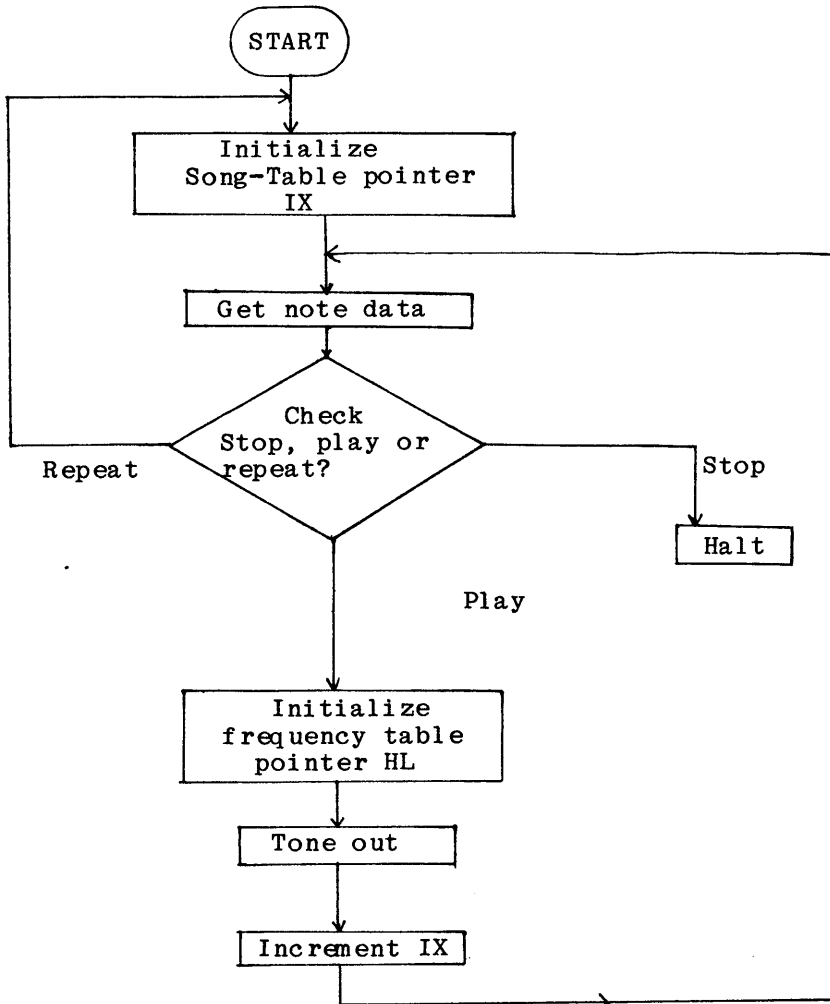 START
Initialize
Song-Table pointer
IX
Get note data
Check
Stop, play or
repeat?
Repeat
Stop
Halt
Play
Initialize
frequency table
pointer HL
Tone out
Increment IX